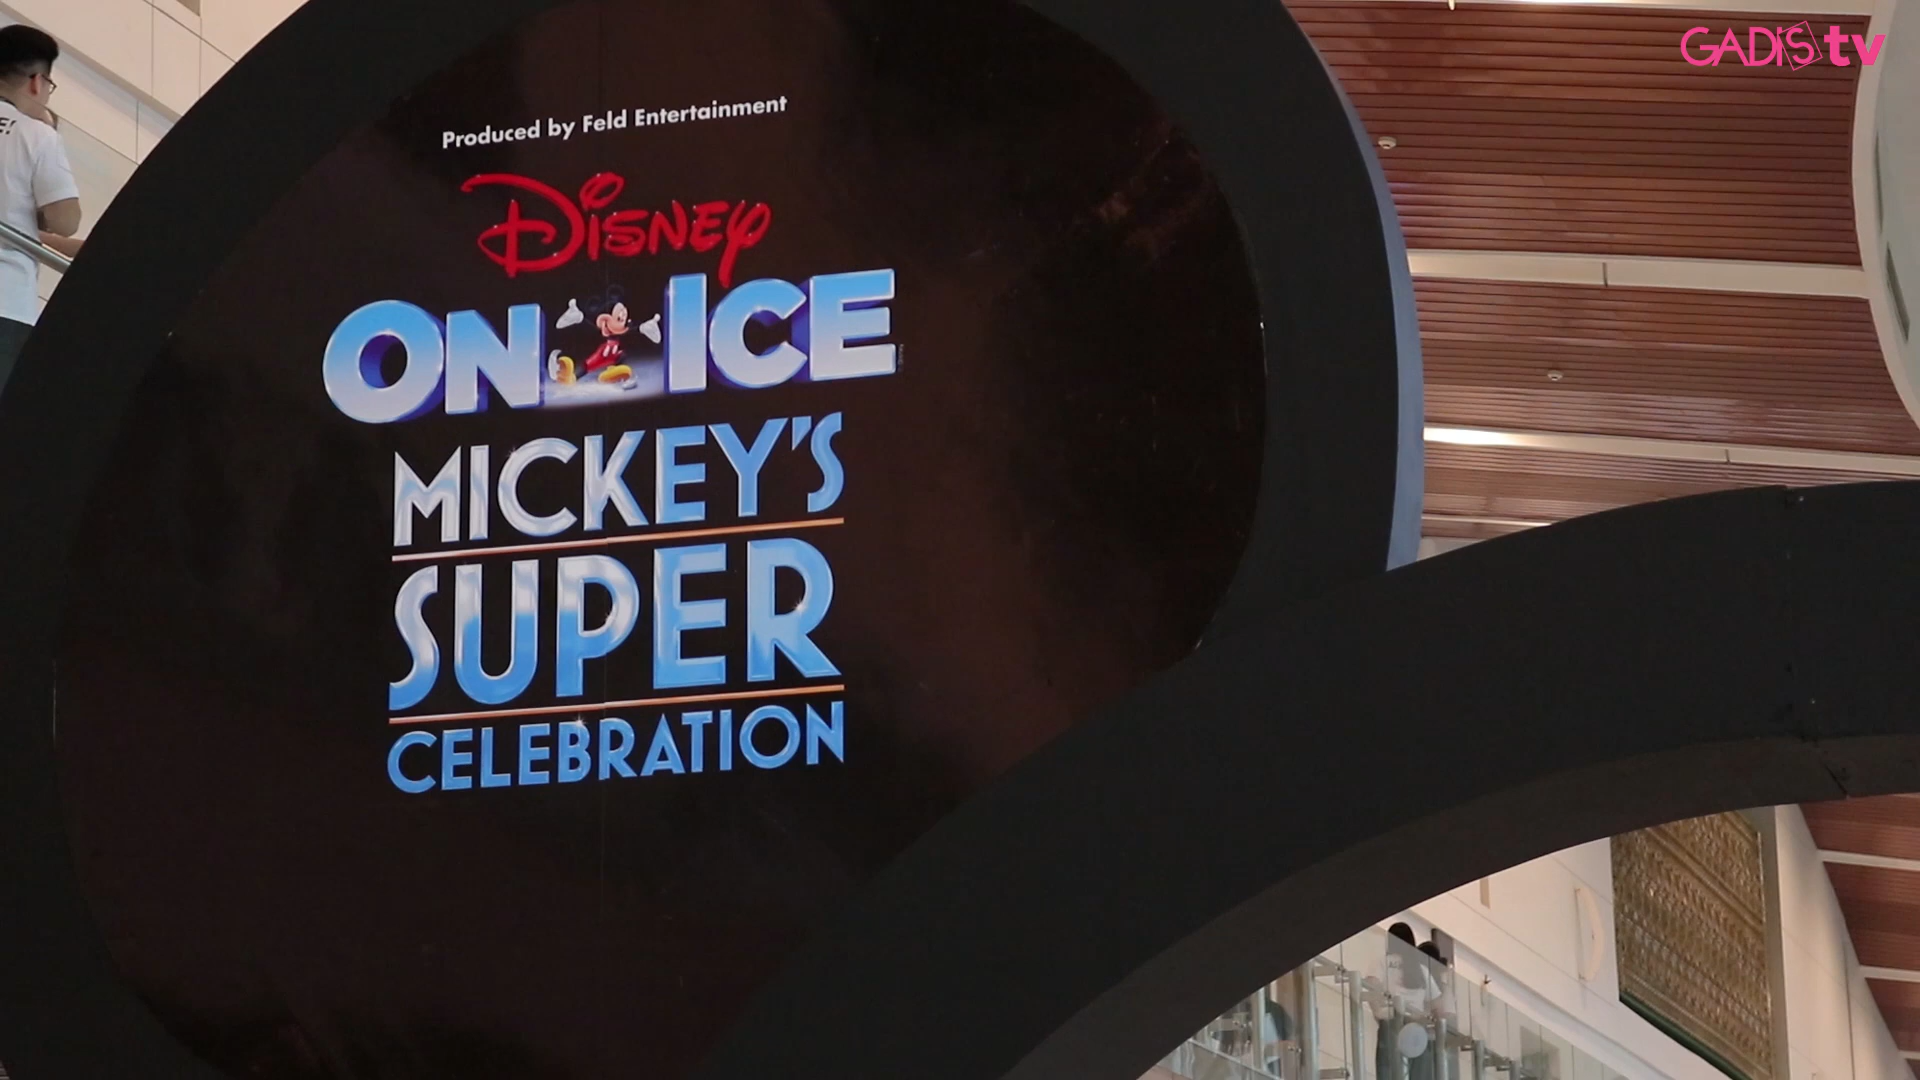 GADIS tv
E!
Produced by Feld Entertainment
DISNEY
ON ICE
MICKEY'S
SUPER
CELEBRATION